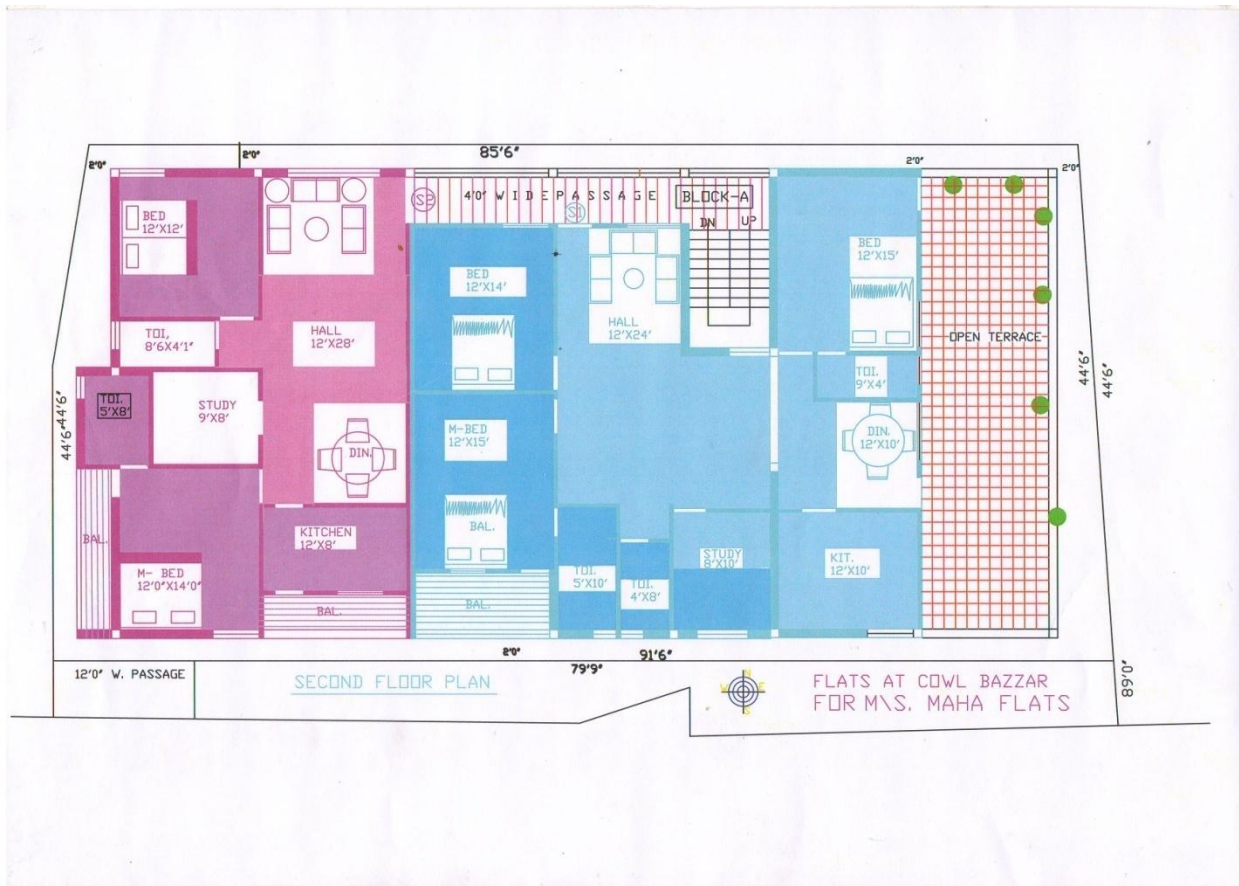 85'6"
2'0"
2'0"
2'0"
2'0"
BED
12'X12'
S2
4'0" WIDE PASSAGE
S1
BLOCK-A
DN
UP
BED
12'X14'
BED
12'X15'
TOI,
8'6X4'1"
HALL
12'X28'
HALL
12'X24'
OPEN TERRACE
TOI.
5'X8'
STUDY
9'X8'
TOI.
9'X4'
44'6"
44'6"
44'6"
44'6"
M-BED
12'X15'
DIN.
DIN.
12'X10'
BAL.
KITCHEN
12'X8'
BAL.
M- BED
12'0"X14'0"
TOI.
5'X10'
TOI.
4'X8'
STUDY
8'X10'
KIT.
12'X10'
BAL.
BAL.
2'0"
91'6"
79'9"
12'0" W. PASSAGE
SECOND FLOOR PLAN
N
W
E
S
FLATS AT COWL BAZZAR
FOR M\S. MAHA FLATS
89'0"